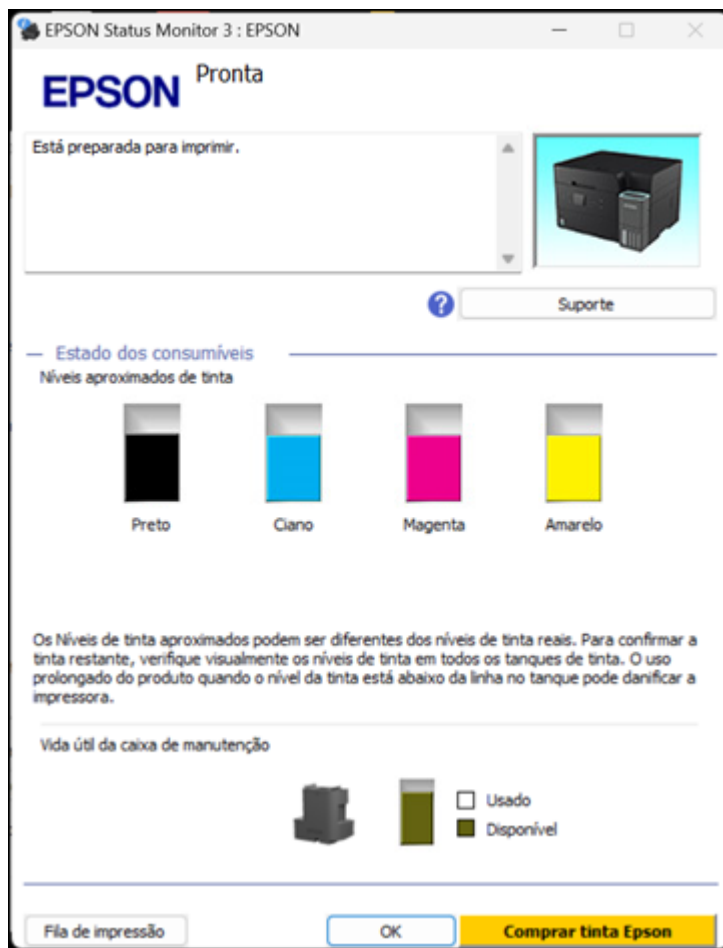 EPSON Status Monitor 3 : EPSON
EPSON
Pronta
Está preparada para imprimir.
? Suporte
Estado dos consumíveis
Níveis aproximados de tinta
Preto Ciano Magenta Amarelo
Os Níveis de tinta aproximados podem ser diferentes dos níveis de tinta reais. Para confirmar a
tinta restante, verifique visualmente os níveis de tinta em todos os tanques de tinta. O uso
prolongado do produto quando o nível da tinta está abaixo da linha no tanque pode danificar a
impressora.
Vida útil da caixa de manutenção
Usado
Disponível
Fila de impressão OK Comprar tinta Epson